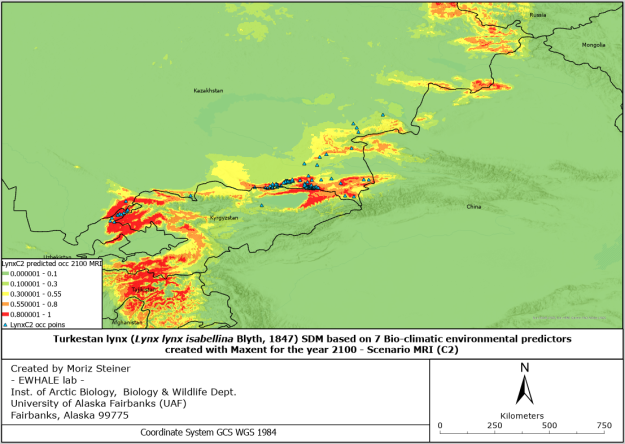 Russia
Mongolia
Kazakhstan
China
Kyrgyzstan
Uzbekistan
Tajikistan
Afghanistan
LynxC2 predicted occ 2100 MRI
0.000001 - 0.1
0.100001 - 0.3
0.300001 - 0.55
0.550001 - 0.8
0.800001 - 1
LynxC2 occ poins
Turkestan lynx (Lynx lynx isabellina Blyth, 1847) SDM based on 7 Bio-climatic environmental predictors
created with Maxent for the year 2100 - Scenario MRI (C2)
Created by Moriz Steiner
- EWHALE lab -
Inst. of Arctic Biology, Biology & Wildlife Dept.
University of Alaska Fairbanks (UAF)
Fairbanks, Alaska 99775
Coordinate System GCS WGS 1984
N
Kilometers
0 250 500 750